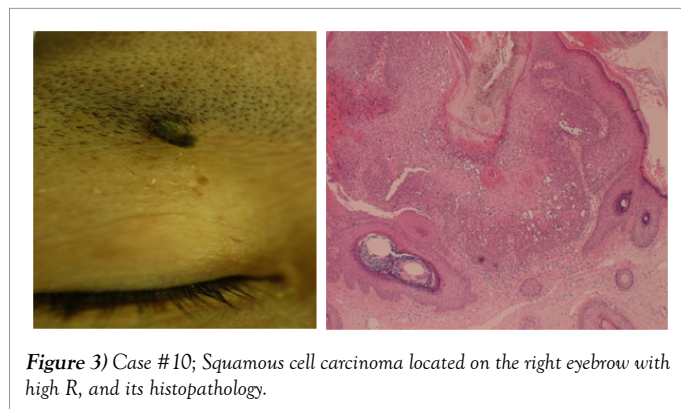 Figure 3) Case #10; Squamous cell carcinoma located on the right eyebrow with
high R, and its histopathology.